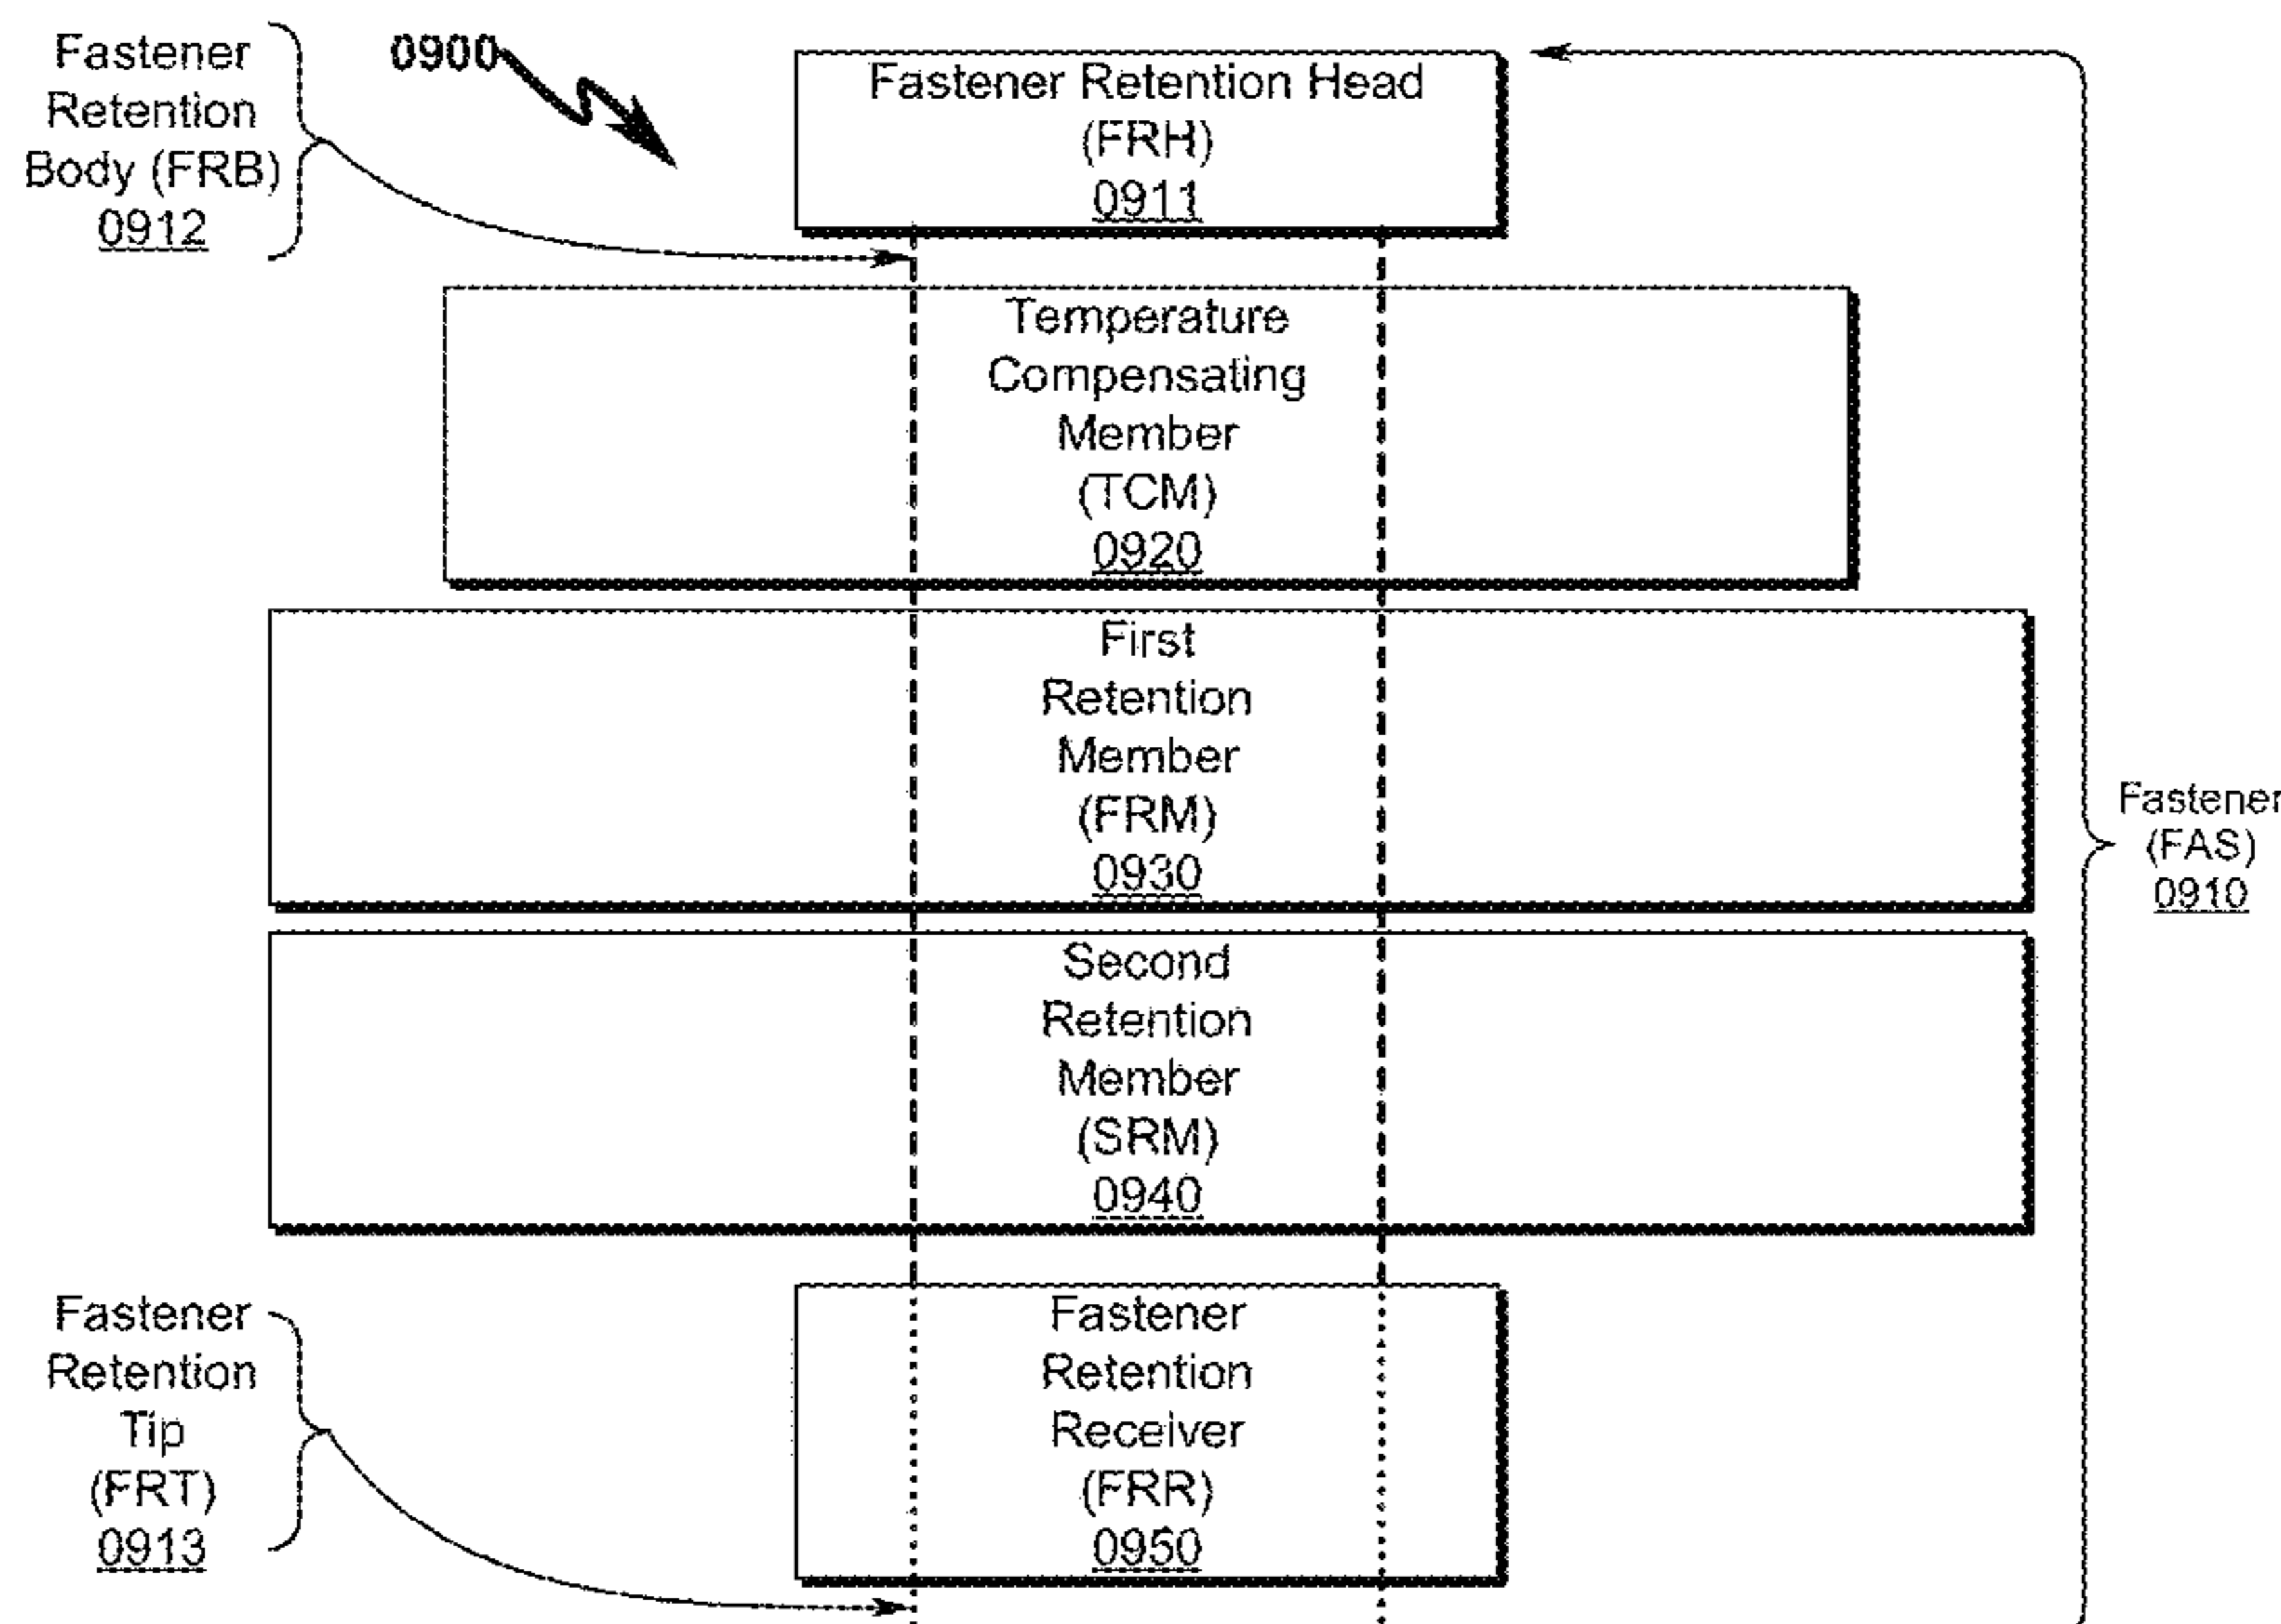 Fastener
Retention
Body (FRB)
0912
0900
Fastener Retention Head
(FRH)
0911
Temperature
Compensating
Member
(TCM)
0920
First
Retention
Member
(FRM)
0930
Fastener
(FAS)
0910
Second
Retention
Member
(SRM)
0940
Fastener
Retention
Tip
(FRT)
0913
Fastener
Retention
Receiver
(FRR)
0950